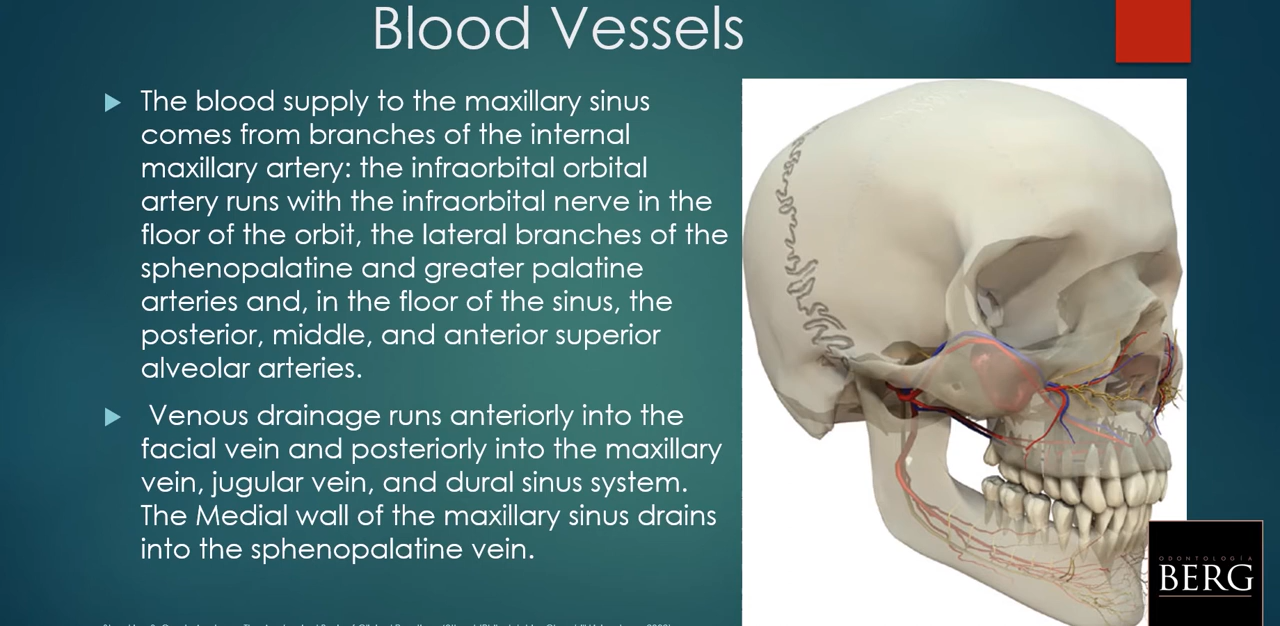 Blood Vessels
The blood supply to the maxillary sinus
comes from branches of the internal
maxillary artery: the infraorbital orbital
artery runs with the infraorbital nerve in the
floor of the orbit, the lateral branches of the
sphenopalatine and greater palatine
arteries and, in the floor of the sinus, the
posterior, middle, and anterior superior
alveolar arteries.
Venous drainage runs anteriorly into the
facial vein and posteriorly into the maxillary
vein, jugular vein, and dural sinus system.
The Medial wall of the maxillary sinus drains
into the sphenopalatine vein.
ODONTOLOGIA
BERG